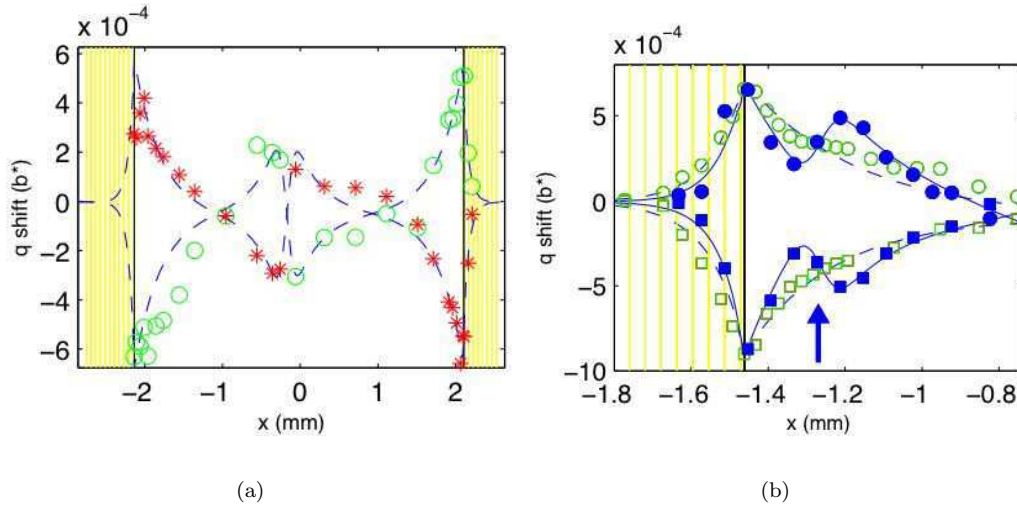 x 10⁻⁴
6
4
2
0
−2
−4
−6
q shift (b*)
−2 −1 0 1 2
x (mm)
(a)
x 10⁻⁴
5
0
−5
−10
q shift (b*)
−1.8 −1.6 −1.4 −1.2 −1 −0.8
x (mm)
(b)